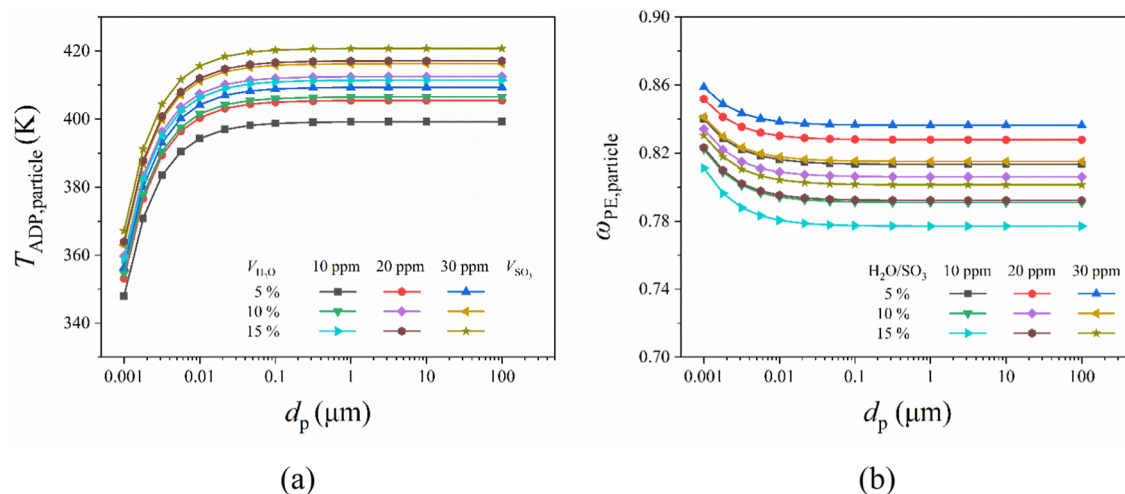 T_ADP,particle (K)
420
400
380
360
340
V_H₂O 10 ppm 20 ppm 30 ppm V_SO₃
5 %
10 %
15 %
0.001 0.01 0.1 1 10 100
d_p (μm)
(a)
ω_PE,particle
0.90
0.86
0.82
0.78
0.74
0.70
H₂O/SO₃ 10 ppm 20 ppm 30 ppm
5 %
10 %
15 %
0.001 0.01 0.1 1 10 100
d_p (μm)
(b)